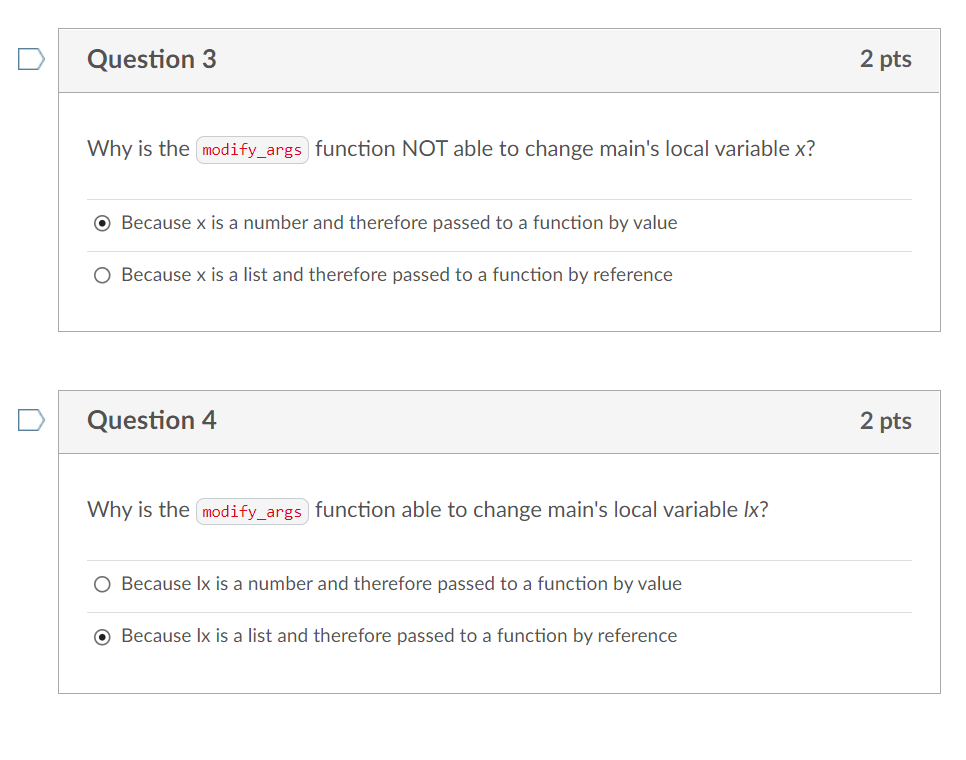 Question 3
2 pts
Why is the modify_args function NOT able to change main's local variable x?
Because x is a number and therefore passed to a function by value
Because x is a list and therefore passed to a function by reference
Question 4
2 pts
Why is the modify_args function able to change main's local variable lx?
Because lx is a number and therefore passed to a function by value
Because lx is a list and therefore passed to a function by reference